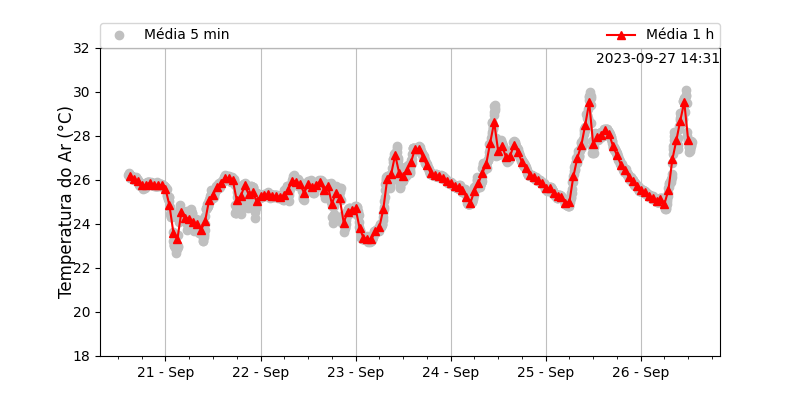 Média 5 min
Média 1 h
2023-09-27 14:31
Temperatura do Ar (°C)
32
30
28
26
24
22
20
18
21 - Sep
22 - Sep
23 - Sep
24 - Sep
25 - Sep
26 - Sep